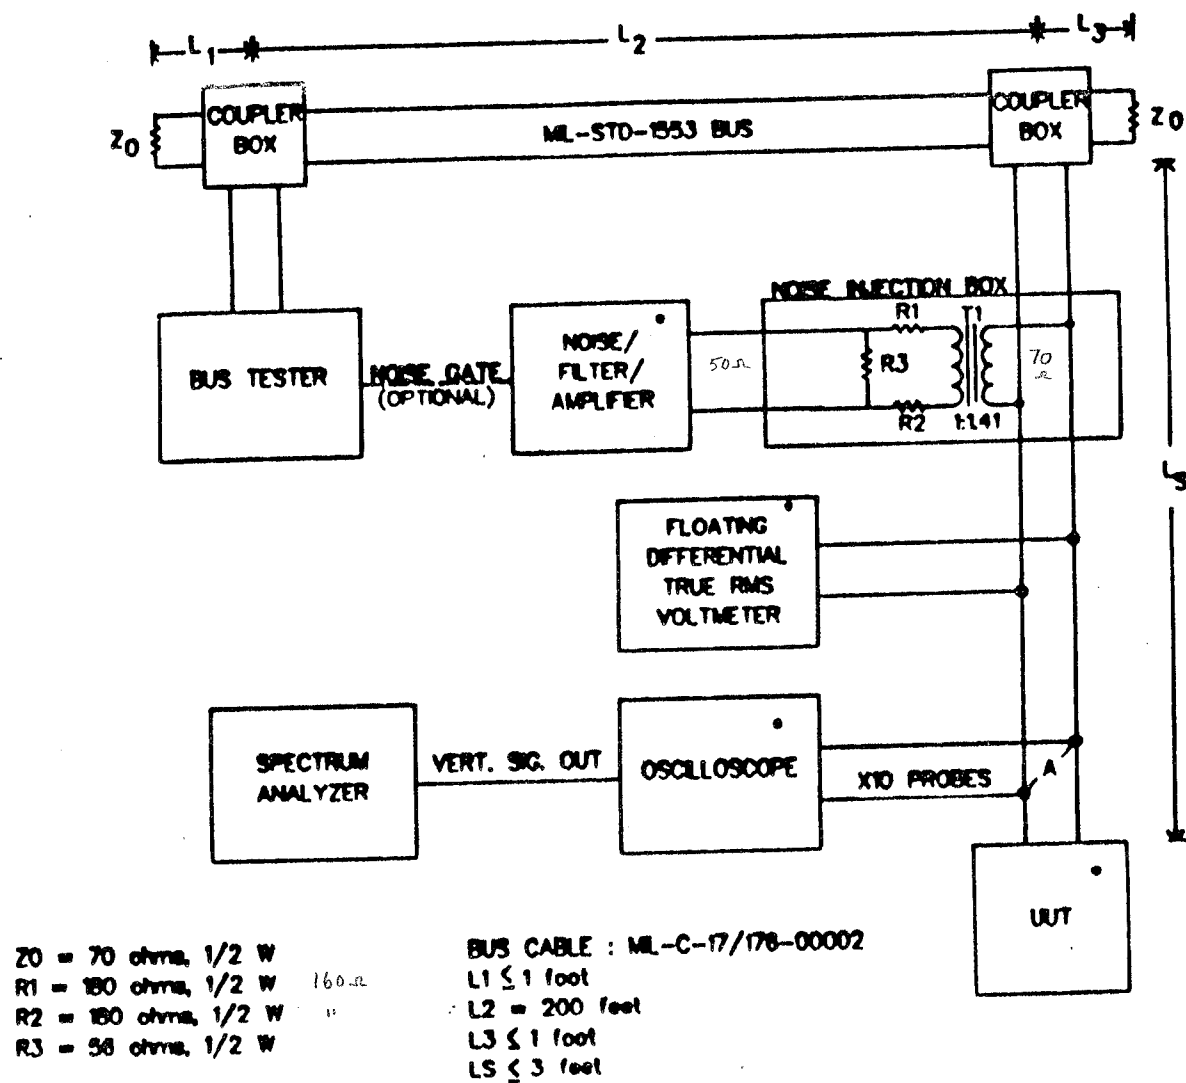 L1
L2
L3
Z0
COUPLER
BOX
MIL-STD-1553 BUS
COUPLER
BOX
Z0
LS
BUS TESTER
NOISE GATE
(OPTIONAL)
NOISE/
FILTER/
AMPLIFIER
50Ω
NOISE INJECTION BOX
R1
T1
R3
R2
1:1.41
70
Ω
FLOATING
DIFFERENTIAL
TRUE RMS
VOLTMETER
SPECTRUM
ANALYZER
VERT. SIG. OUT
OSCILLOSCOPE
X10 PROBES
A
UUT
Z0 = 70 ohms, 1/2 W
R1 = 160 ohms, 1/2 W 160Ω
R2 = 160 ohms, 1/2 W "
R3 = 56 ohms, 1/2 W
BUS CABLE : MIL-C-17/176-00002
L1 ≤ 1 foot
L2 = 200 feet
L3 ≤ 1 foot
LS ≤ 3 feet